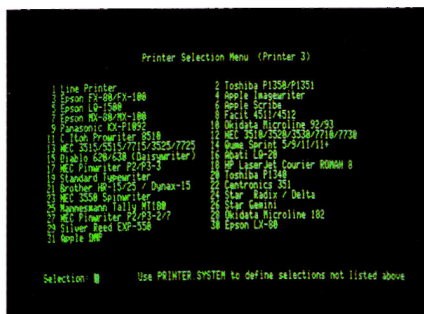 Printer Selection Menu (Printer 3)
1 Line Printer 2 Toshiba P1350/P1351
3 Epson FX-80/FX-100 4 Apple Imagewriter
5 Epson LQ-1500 6 Apple Scribe
7 Epson MX-80/MX-100 8 Facit 4511/4512
9 Panasonic KX-P1092 10 Okidata Microline 92/93
11 C Itoh Prowriter 8510 12 NEC 3510/3520/3530/7710/7730
13 NEC 3515/5515/7715/3525/7725 14 Qume Sprint 5/9/11/11+
15 Diablo 620/630 (Daisywriter) 16 Abati LQ-20
17 NEC Pinwriter P2/P3-3 18 HP LaserJet Courier ROMAN 8
19 Standard Typewriter 20 Toshiba P1340
21 Brother HR-15/25 / Dynax-15 22 Centronics 351
23 NEC 3550 Spinwriter 24 Star Radix / Delta
25 Mannesmann Tally MT180 26 Star Gemini
27 NEC Pinwriter P2/P3-2/7 28 Okidata Microline 182
29 Silver Reed EXP-550 30 Epson LX-80
31 Apple DMP
Selection: Use PRINTER.SYSTEM to define selections not listed above